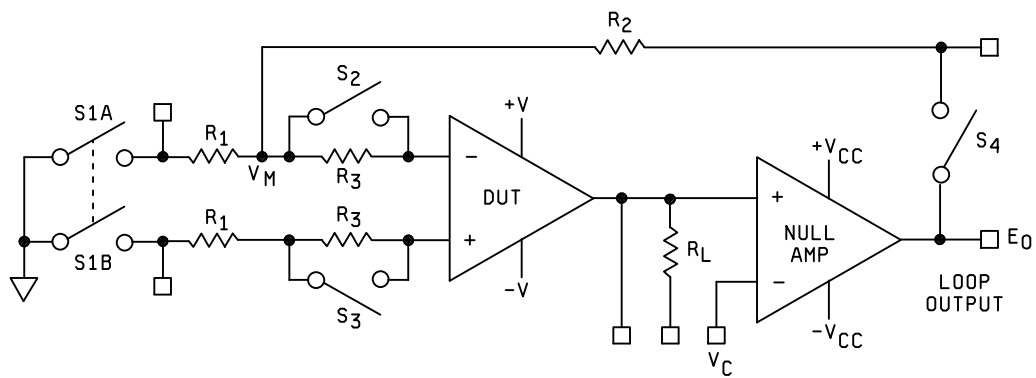 R2
S2
S1A
R1
VM
R3
+V
−
DUT
+
−V
S1B
R1
R3
S3
RL
VC
+VCC
+
NULL
AMP
−
−VCC
S4
EO
LOOP
OUTPUT